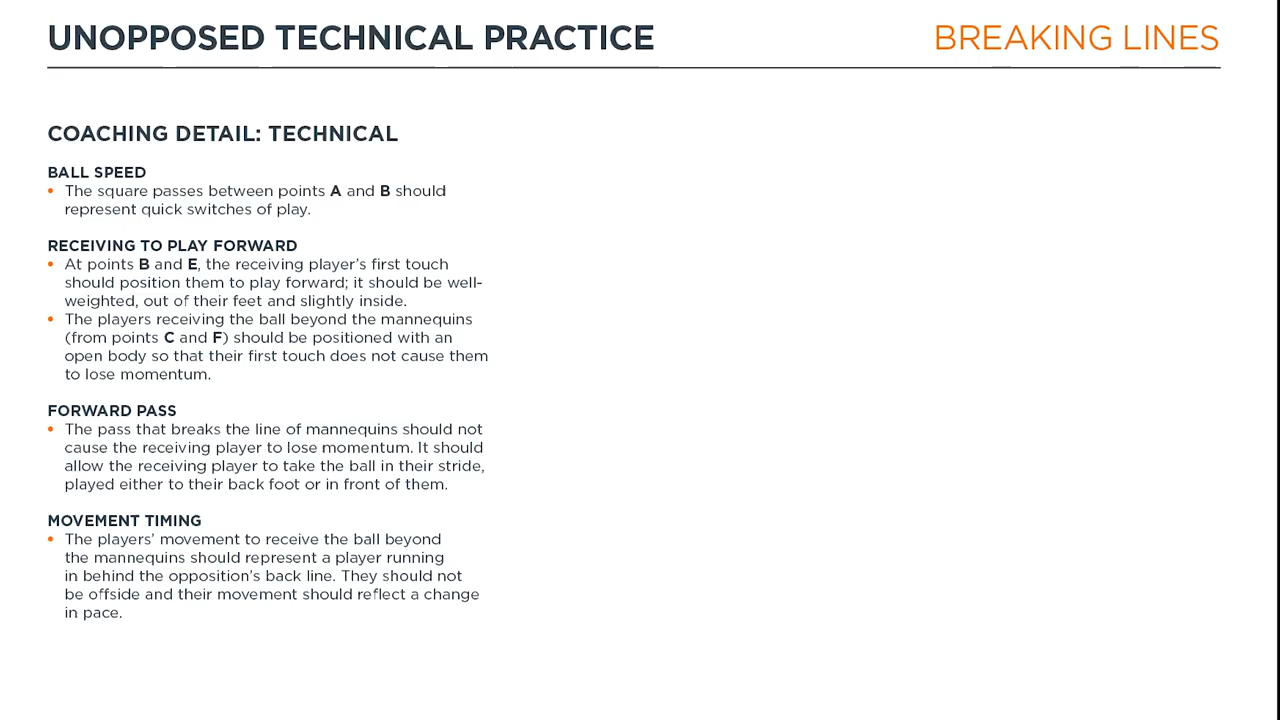 UNOPPOSED TECHNICAL PRACTICE
BREAKING LINES
COACHING DETAIL: TECHNICAL
BALL SPEED
• The square passes between points A and B should
represent quick switches of play.
RECEIVING TO PLAY FORWARD
• At points B and E, the receiving player’s first touch
should position them to play forward; it should be well-
weighted, out of their feet and slightly inside.
• The players receiving the ball beyond the mannequins
(from points C and F) should be positioned with an
open body so that their first touch does not cause them
to lose momentum.
FORWARD PASS
• The pass that breaks the line of mannequins should not
cause the receiving player to lose momentum. It should
allow the receiving player to take the ball in their stride,
played either to their back foot or in front of them.
MOVEMENT TIMING
• The players’ movement to receive the ball beyond
the mannequins should represent a player running
in behind the opposition’s back line. They should not
be offside and their movement should reflect a change
in pace.